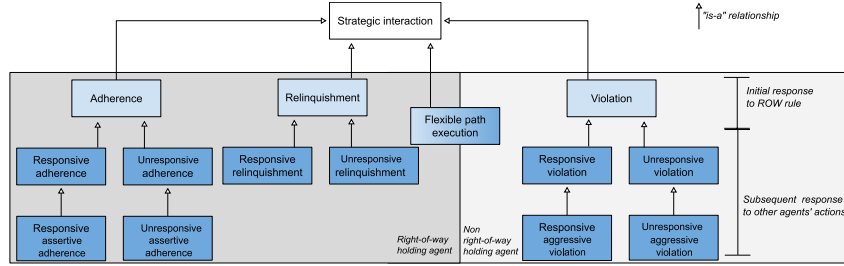 Strategic interaction
"is-a" relationship
Adherence
Relinquishment
Violation
Initial response
to ROW rule
Flexible path
execution
Responsive
adherence
Unresponsive
adherence
Responsive
relinquishment
Unresponsive
relinquishment
Responsive
violation
Unresponsive
violation
Subsequent response
to other agents' actions
Responsive
assertive
adherence
Unresponsive
assertive
adherence
Right-of-way
holding agent
Non
right-of-way
holding agent
Responsive
aggressive
violation
Unresponsive
aggressive
violation